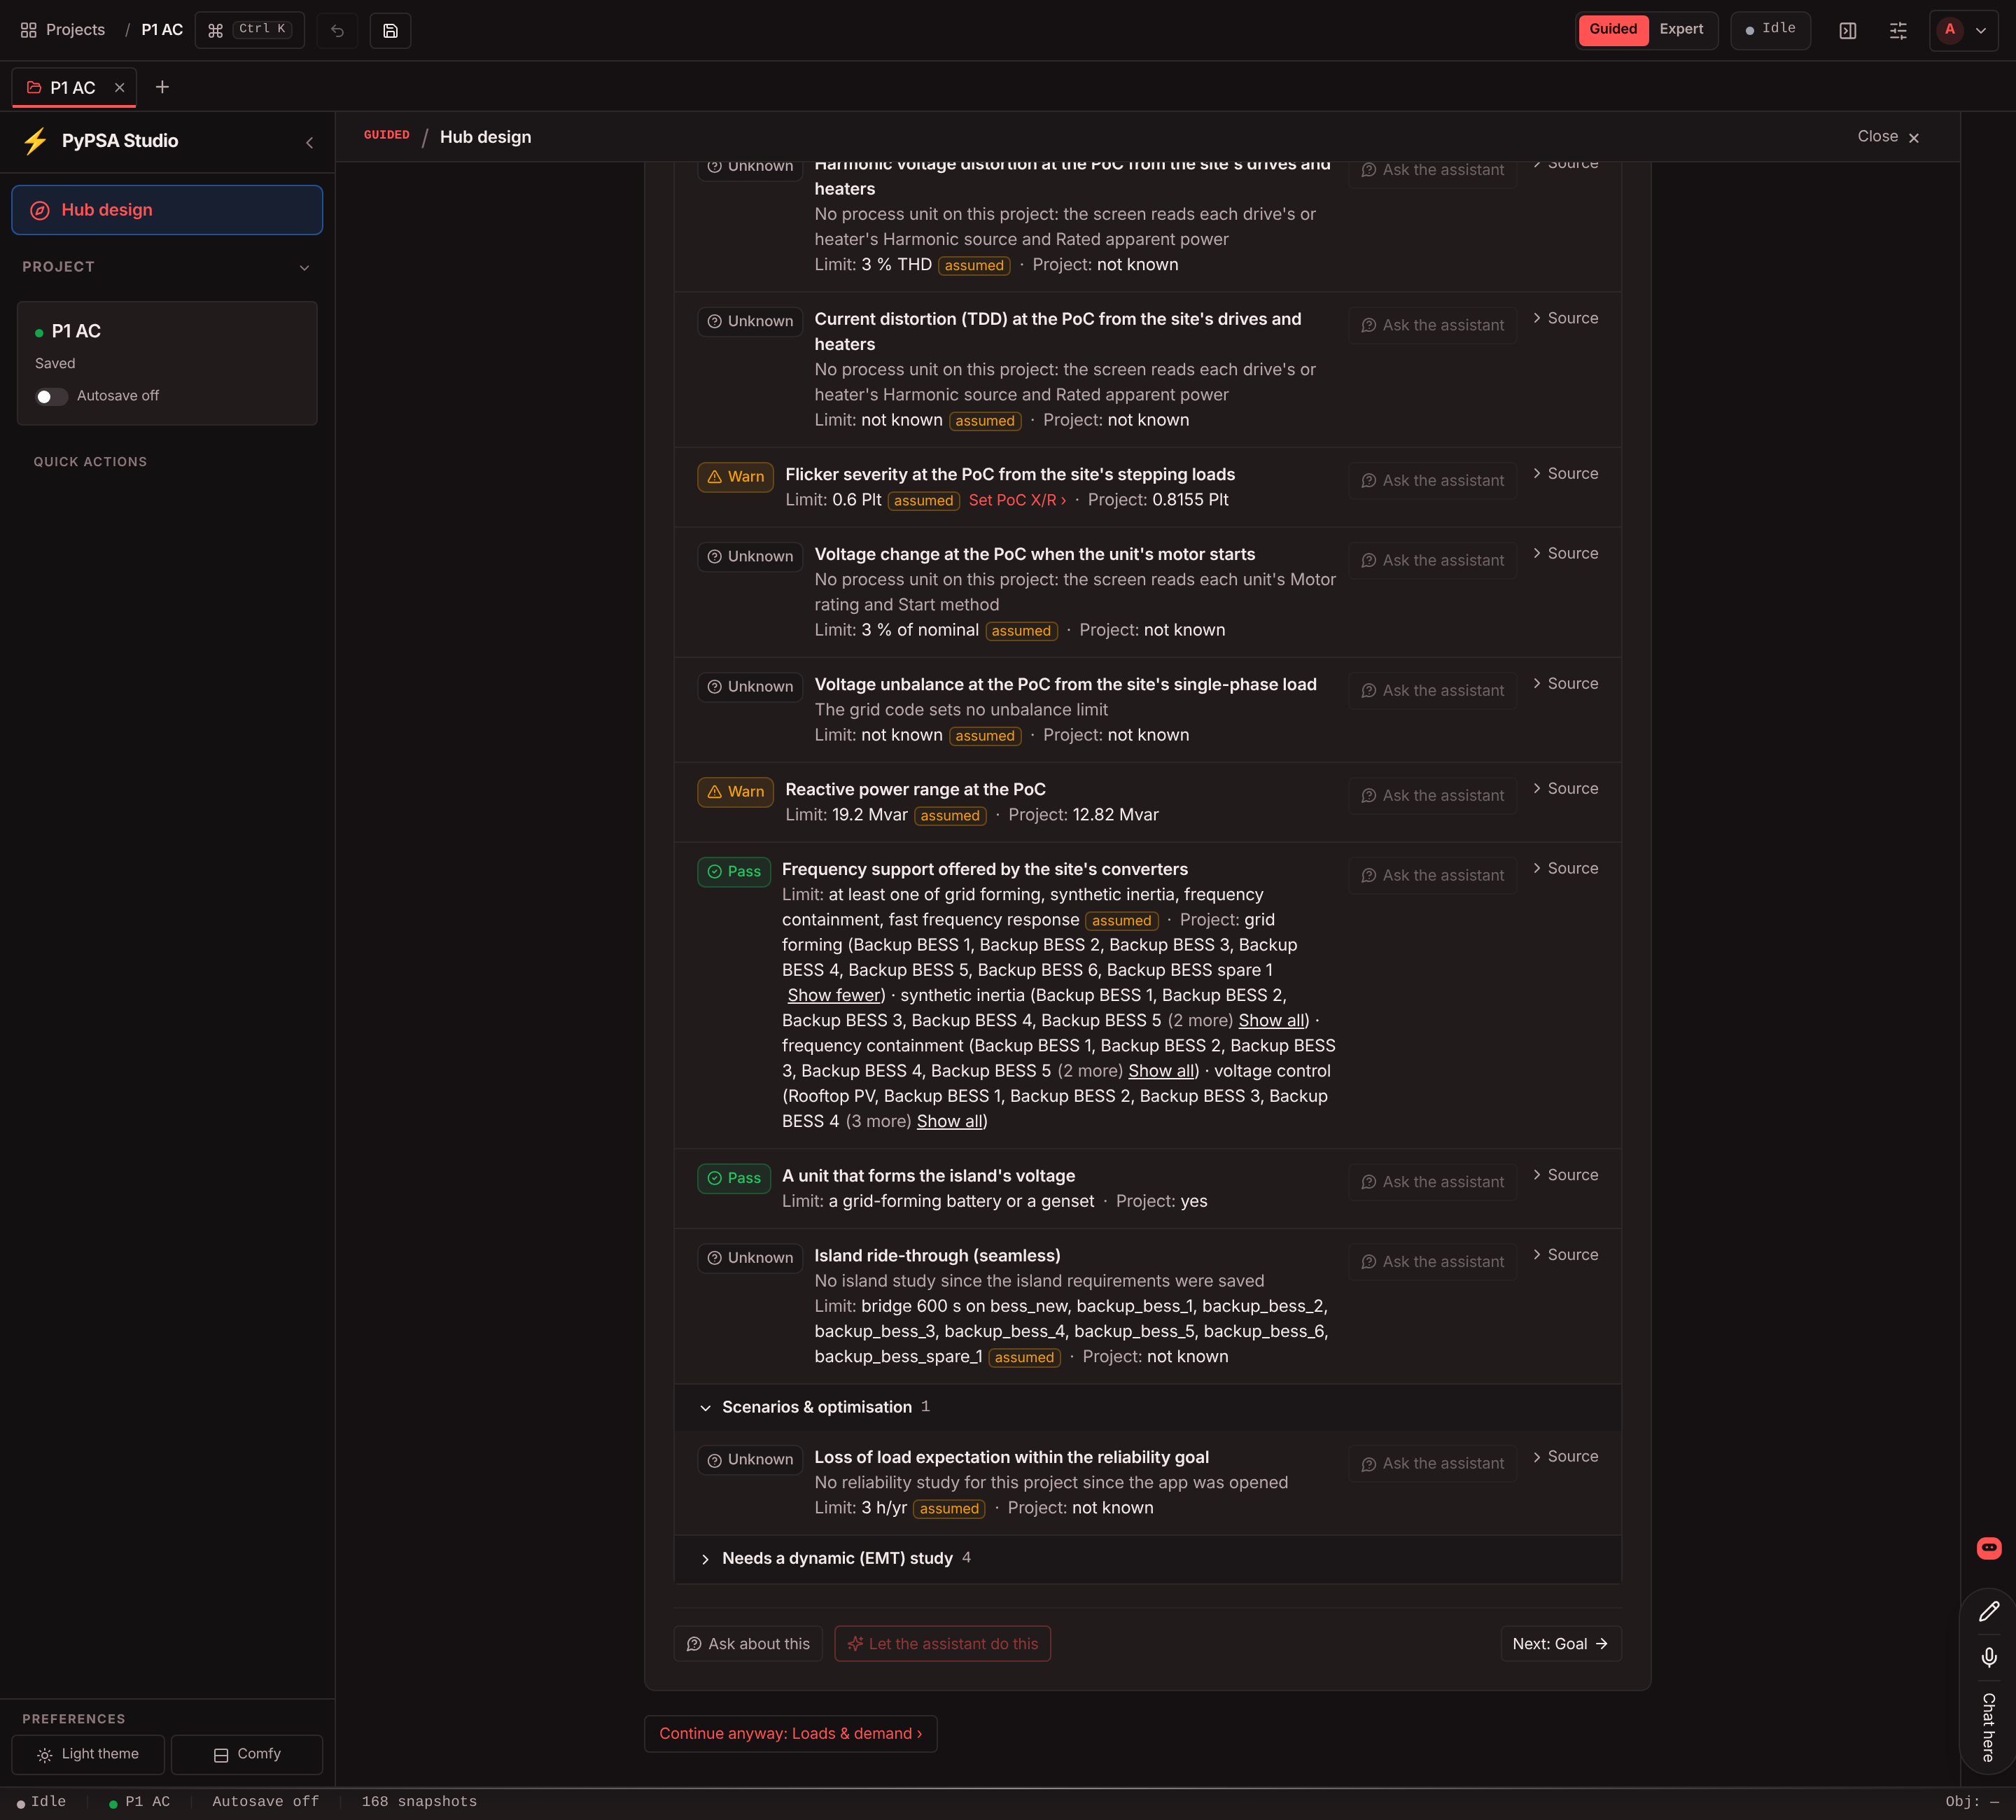 Projects / P1 AC Ctrl K Guided Expert Idle A
P1 AC
PyPSA Studio
GUIDED / Hub design Close
Hub design
PROJECT
P1 AC
Saved
Autosave off
QUICK ACTIONS
Unknown Harmonic voltage distortion at the PoC from the site's drives and Ask the assistant Source
heaters
No process unit on this project: the screen reads each drive's or
heater's Harmonic source and Rated apparent power
Limit: 3 % THD assumed · Project: not known
Unknown Current distortion (TDD) at the PoC from the site's drives and Ask the assistant Source
heaters
No process unit on this project: the screen reads each drive's or
heater's Harmonic source and Rated apparent power
Limit: not known assumed · Project: not known
Warn Flicker severity at the PoC from the site's stepping loads Ask the assistant Source
Limit: 0.6 Plt assumed Set PoC X/R › · Project: 0.8155 Plt
Unknown Voltage change at the PoC when the unit's motor starts Ask the assistant Source
No process unit on this project: the screen reads each unit's Motor
rating and Start method
Limit: 3 % of nominal assumed · Project: not known
Unknown Voltage unbalance at the PoC from the site's single-phase load Ask the assistant Source
The grid code sets no unbalance limit
Limit: not known assumed · Project: not known
Warn Reactive power range at the PoC Ask the assistant Source
Limit: 19.2 Mvar assumed · Project: 12.82 Mvar
Pass Frequency support offered by the site's converters Ask the assistant Source
Limit: at least one of grid forming, synthetic inertia, frequency
containment, fast frequency response assumed · Project: grid
forming (Backup BESS 1, Backup BESS 2, Backup BESS 3, Backup
BESS 4, Backup BESS 5, Backup BESS 6, Backup BESS spare 1
Show fewer) · synthetic inertia (Backup BESS 1, Backup BESS 2,
Backup BESS 3, Backup BESS 4, Backup BESS 5 (2 more) Show all) ·
frequency containment (Backup BESS 1, Backup BESS 2, Backup BESS
3, Backup BESS 4, Backup BESS 5 (2 more) Show all) · voltage control
(Rooftop PV, Backup BESS 1, Backup BESS 2, Backup BESS 3, Backup
BESS 4 (3 more) Show all)
Pass A unit that forms the island's voltage Ask the assistant Source
Limit: a grid-forming battery or a genset · Project: yes
Unknown Island ride-through (seamless) Ask the assistant Source
No island study since the island requirements were saved
Limit: bridge 600 s on bess_new, backup_bess_1, backup_bess_2,
backup_bess_3, backup_bess_4, backup_bess_5, backup_bess_6,
backup_bess_spare_1 assumed · Project: not known
Scenarios & optimisation 1
Unknown Loss of load expectation within the reliability goal Ask the assistant Source
No reliability study for this project since the app was opened
Limit: 3 h/yr assumed · Project: not known
Needs a dynamic (EMT) study 4
Ask about this Let the assistant do this Next: Goal →
Continue anyway: Loads & demand ›
Chat here
PREFERENCES
Light theme Comfy
Idle P1 AC Autosave off 168 snapshots Obj: —